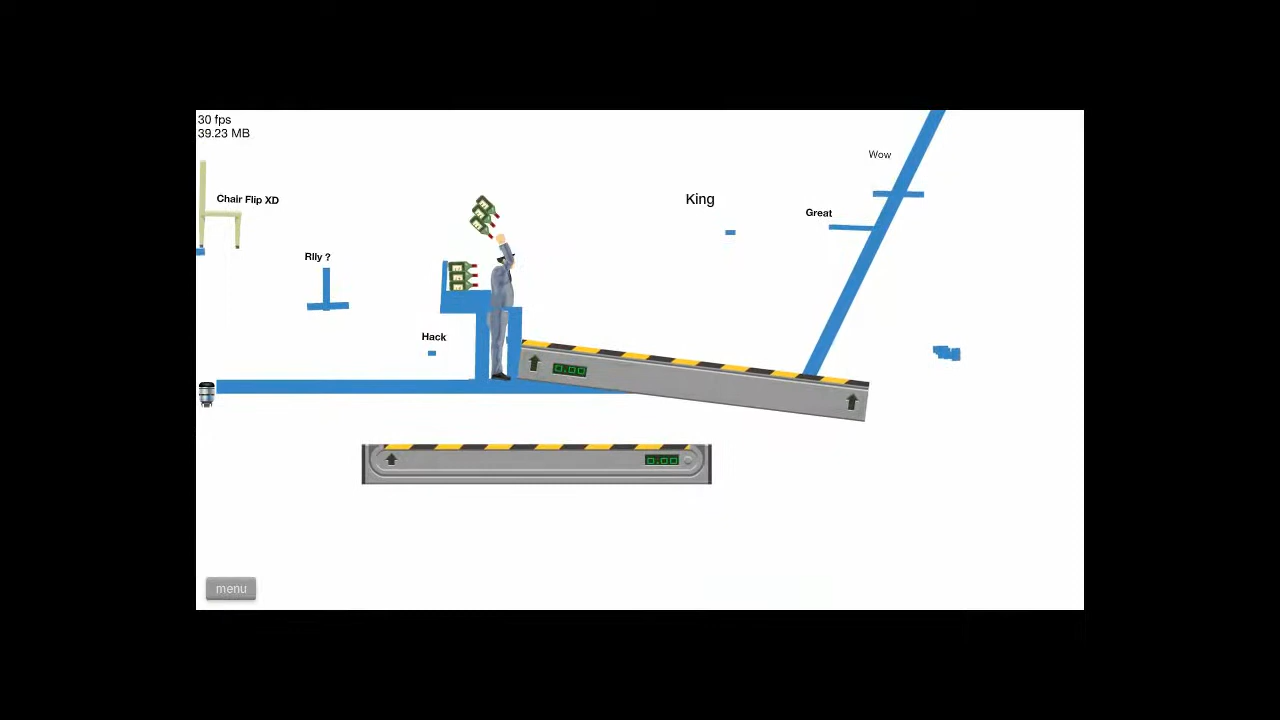 30 fps
39.23 MB
Wow
Chair Flip XD
King
Great
Rlly ?
Hack
0.00
0.00
menu